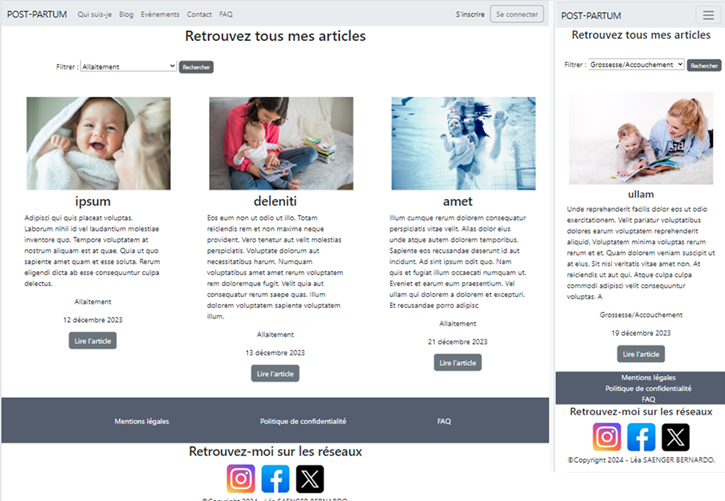 POST-PARTUM Qui suis-je Blog Evènements Contact FAQ S'inscrire Se connecter
Retrouvez tous mes articles
Filtrer : Allaitement Rechercher
ipsum
Adipisci qui quis placeat voluptas.
Laborum nihil id vel laudantium molestiae
inventore quo. Tempore voluptatem at
nostrum aliquam est at quae. Quia ut quo
sapiente amet quam et esse soluta. Rerum
eligendi dicta ab esse consequuntur culpa
delectus.
Allaitement
12 décembre 2023
Lire l'article
deleniti
Eos eum non ut odio ut illo. Totam
reiciendis rem et non maxime neque
provident. Vero tenetur aut velit molestias
perspiciatis. Voluptate dolorum aut
necessitatibus harum. Numquam
voluptatibus amet amet rerum voluptatem
rem doloremque fugit. Velit quia aut
consequatur rerum saepe quas. Illum
dolorem voluptatem sapiente voluptatem
illum.
Allaitement
13 décembre 2023
Lire l'article
amet
Illum cumque rerum dolorem consequatur
perspiciatis vitae velit. Alias dolor eius
unde atque autem dolorem temporibus.
Sapiente eos recusandae deserunt id aut
incidunt. Ad sint ipsum odit quo. Nam
quis et fugiat illum occaecati numquam ut.
Eveniet et earum eum praesentium. Vel
ullam qui dolorem a dolorem et excepturi.
Et recusandae porro adipisc
Allaitement
21 décembre 2023
Lire l'article
Mentions légales Politique de confidentialité FAQ
Retrouvez-moi sur les réseaux
©Copyright 2024 - Léa SAENGER BERNARDO.
POST-PARTUM
Retrouvez tous mes articles
Filtrer : Grossesse/Accouchement Rechercher
ullam
Unde reprehenderit facilis dolor eos ut odio
exercitationem. Velit pariatur voluptatibus
dolores earum voluptatem reprehenderit
aliquid. Voluptatem minima voluptas rerum
rerum et et. Quam dolorem veniam suscipit ut
at eius. Sit nisi veritatis vitae amet non. At
reiciendis ut aut qui. Atque culpa culpa
commodi adipisci velit consequuntur
voluptas. A
Grossesse/Accouchement
19 décembre 2023
Lire l'article
Mentions légales
Politique de confidentialité
FAQ
Retrouvez-moi sur les réseaux
©Copyright 2024 - Léa SAENGER BERNARDO.